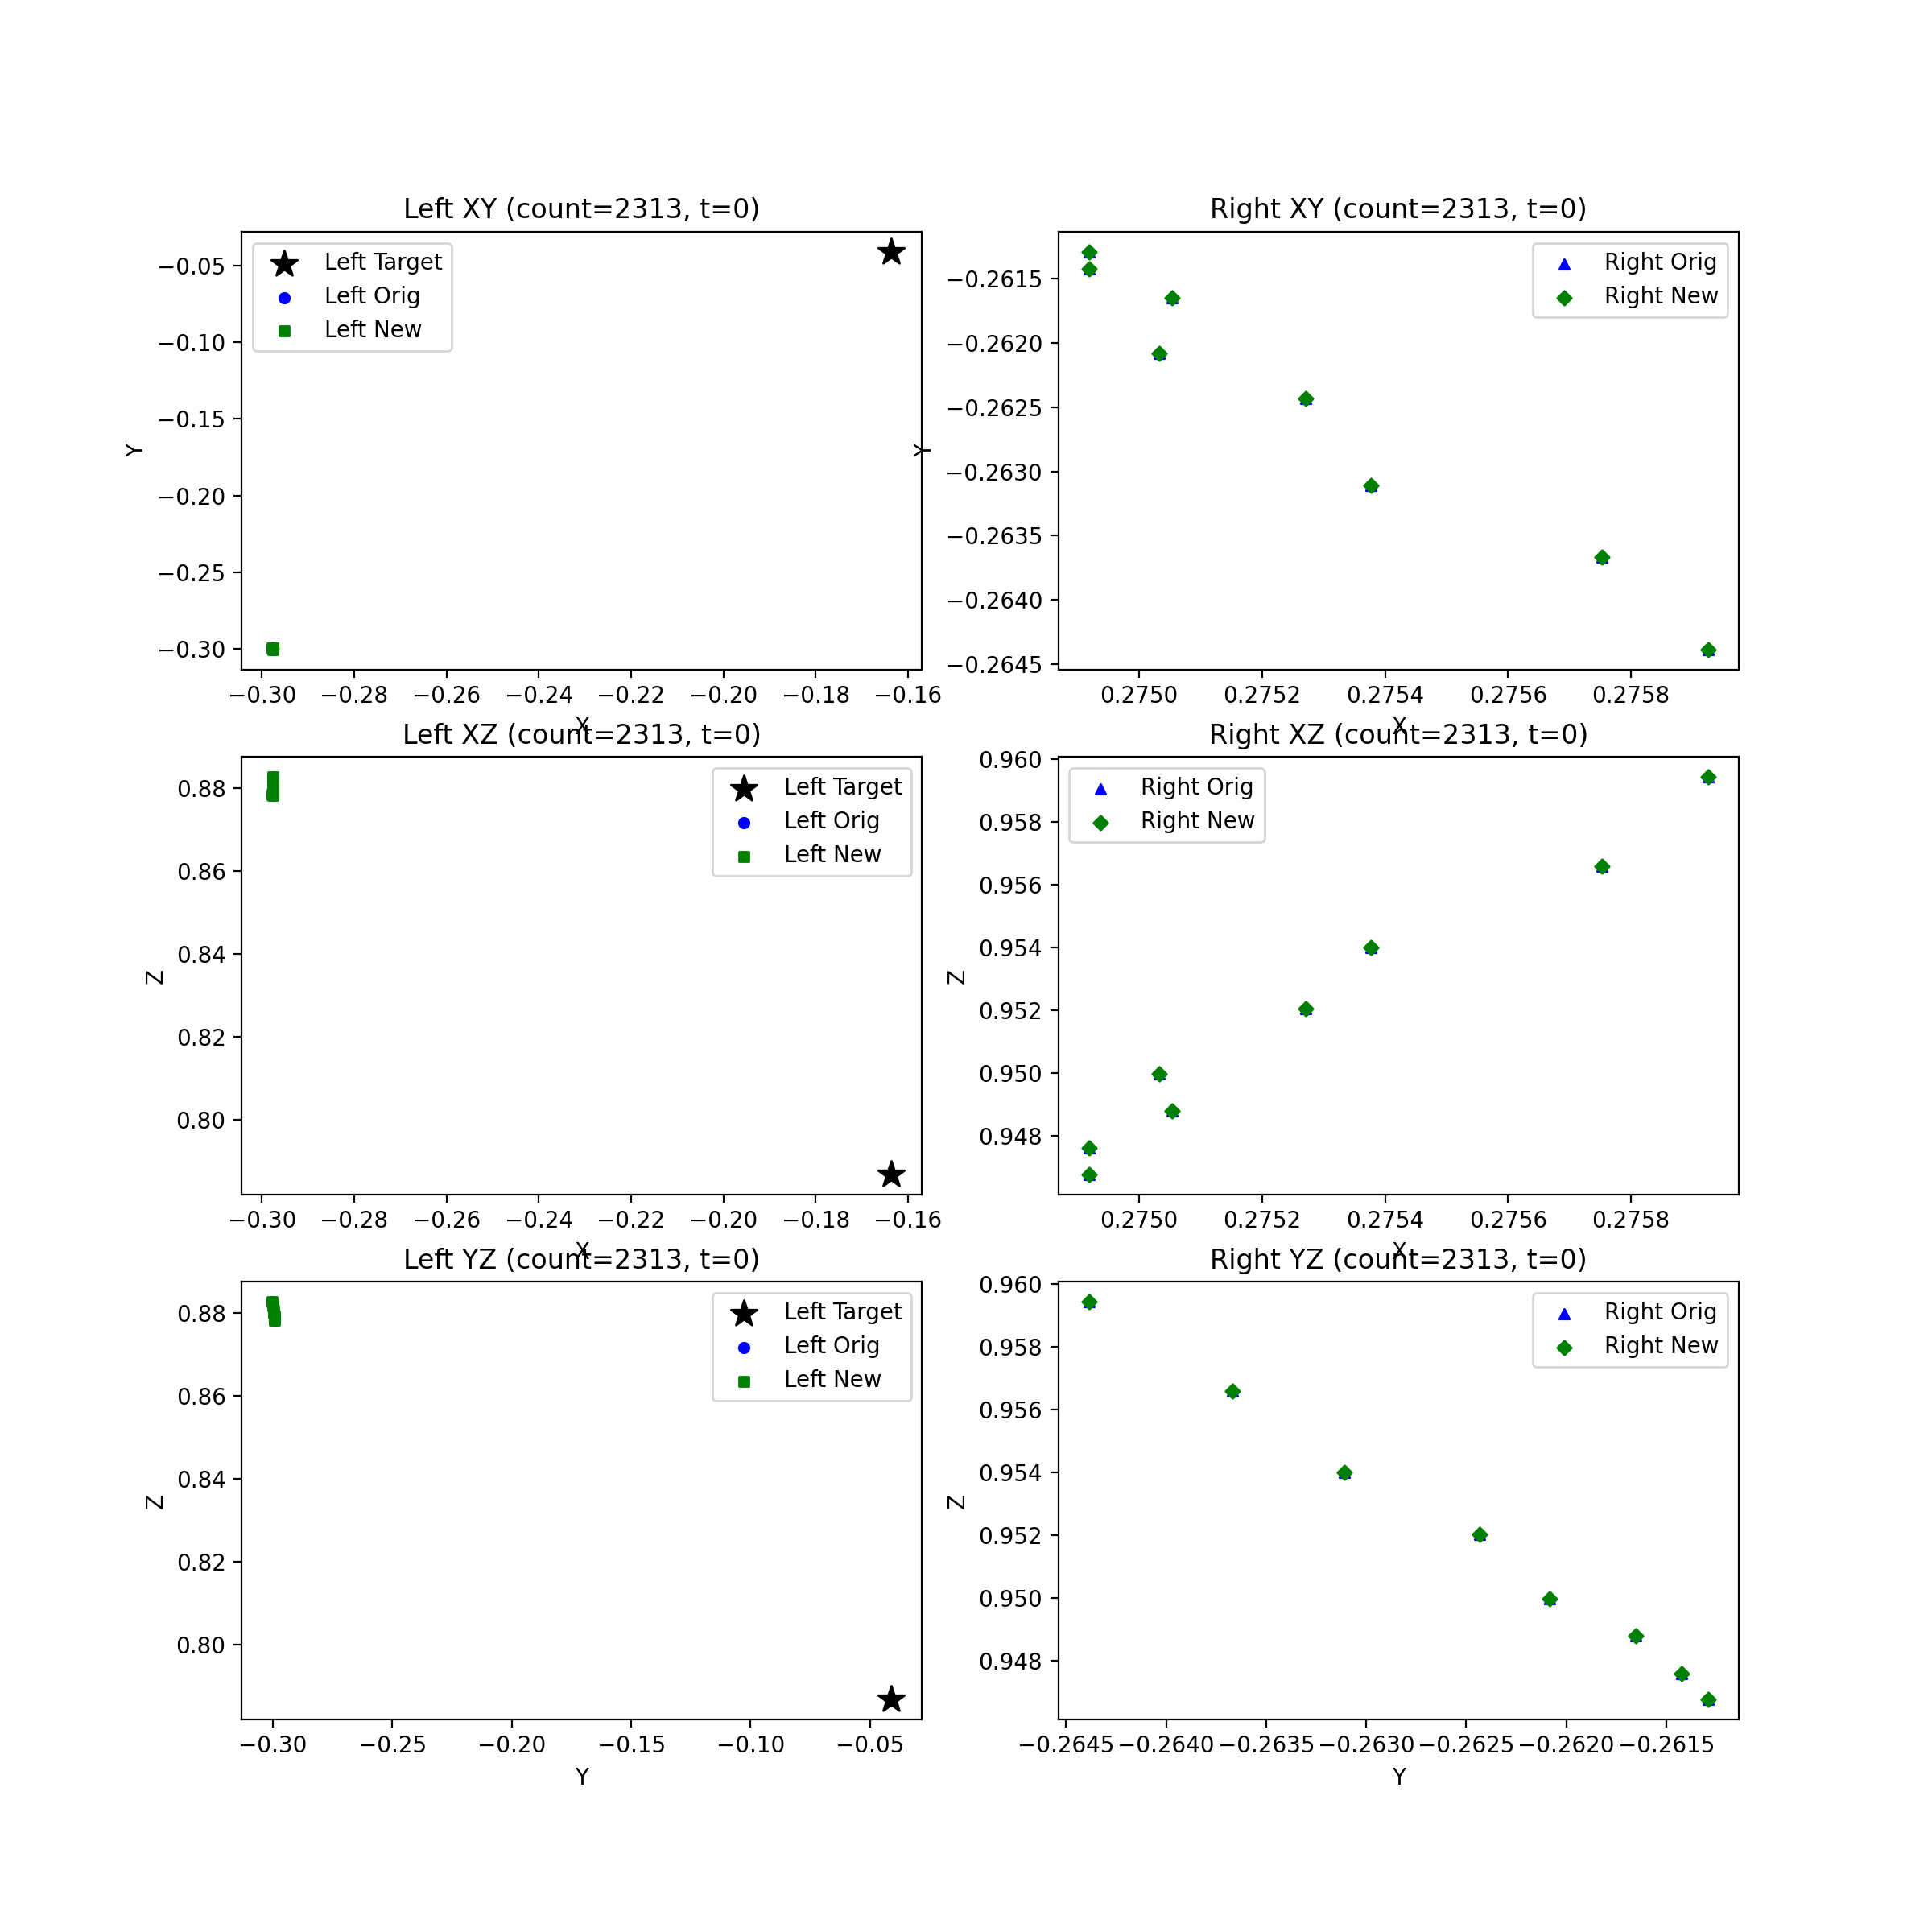 Left XY (count=2313, t=0)
Left Target
Left Orig
Left New
−0.05
−0.10
−0.15
−0.20
−0.25
−0.30
Y
−0.30 −0.28 −0.26 −0.24 −0.22 −0.20 −0.18 −0.16
X
Right XY (count=2313, t=0)
Right Orig
Right New
−0.2615
−0.2620
−0.2625
−0.2630
−0.2635
−0.2640
−0.2645
Y
0.2750 0.2752 0.2754 0.2756 0.2758
X
Left XZ (count=2313, t=0)
Left Target
Left Orig
Left New
0.88
0.86
0.84
0.82
0.80
Z
−0.30 −0.28 −0.26 −0.24 −0.22 −0.20 −0.18 −0.16
X
Right XZ (count=2313, t=0)
Right Orig
Right New
0.960
0.958
0.956
0.954
0.952
0.950
0.948
Z
0.2750 0.2752 0.2754 0.2756 0.2758
X
Left YZ (count=2313, t=0)
Left Target
Left Orig
Left New
0.88
0.86
0.84
0.82
0.80
Z
−0.30 −0.25 −0.20 −0.15 −0.10 −0.05
Y
Right YZ (count=2313, t=0)
Right Orig
Right New
0.960
0.958
0.956
0.954
0.952
0.950
0.948
Z
−0.2645 −0.2640 −0.2635 −0.2630 −0.2625 −0.2620 −0.2615
Y